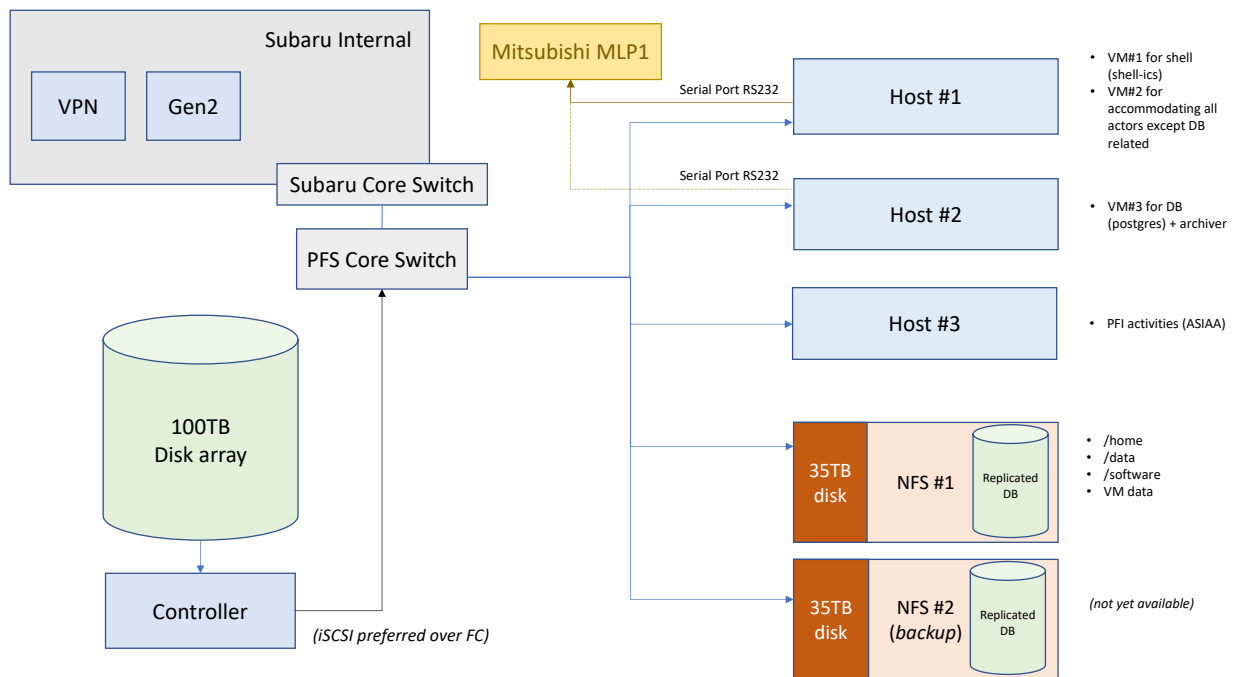 Subaru Internal
VPN
Gen2
Subaru Core Switch
PFS Core Switch
100TB
Disk array
Controller
(iSCSI preferred over FC)
Mitsubishi MLP1
Serial Port RS232
Host #1
• VM#1 for shell
(shell-ics)
• VM#2 for
accommodating all
actors except DB
related
Serial Port RS232
Host #2
• VM#3 for DB
(postgres) + archiver
Host #3
• PFI activities (ASIAA)
35TB
disk
NFS #1
Replicated
DB
• /home
• /data
• /software
• VM data
35TB
disk
NFS #2
(backup)
Replicated
DB
(not yet available)